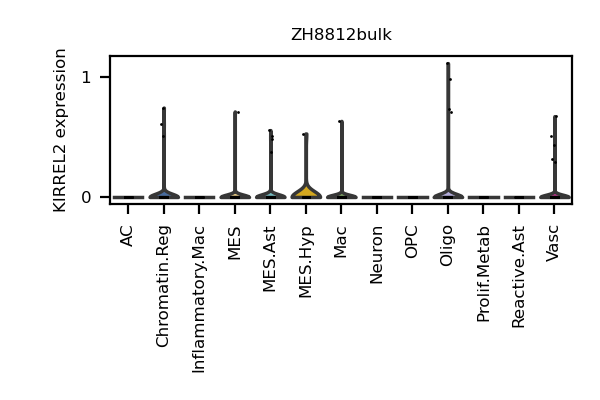 ZH8812bulk
KIRREL2 expression
1
0
AC
Chromatin.Reg
Inflammatory.Mac
MES
MES.Ast
MES.Hyp
Mac
Neuron
OPC
Oligo
Prolif.Metab
Reactive.Ast
Vasc